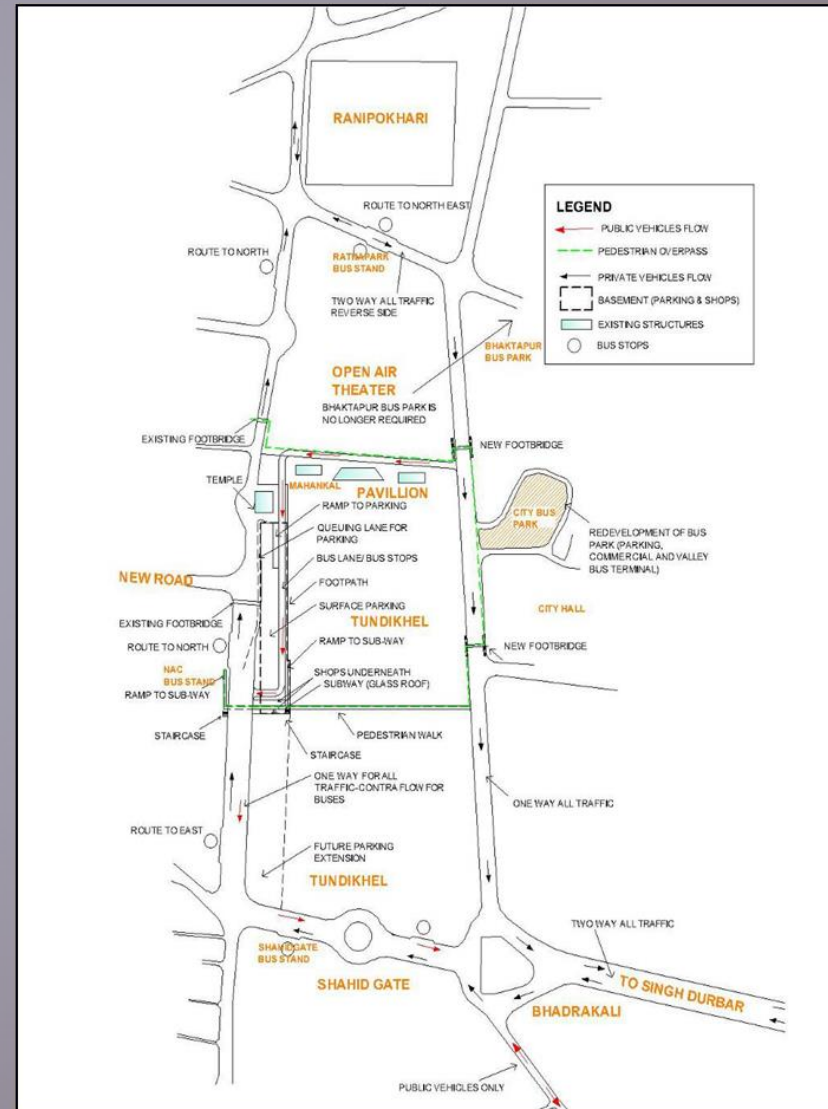 RANIPOKHARI
ROUTE TO NORTH EAST
LEGEND
PUBLIC VEHICLES FLOW
PEDESTRIAN OVERPASS
PRIVATE VEHICLES FLOW
BASEMENT (PARKING & SHOPS)
EXISTING STRUCTURES
BUS STOPS
ROUTE TO NORTH
RATNAPARK
BUS STAND
TWO WAY ALL TRAFFIC
REVERSE SIDE
BHAKTAPUR
BUS PARK
OPEN AIR
THEATER
BHAKTAPUR BUS PARK IS
NO LONGER REQUIRED
EXISTING FOOTBRIDGE
NEW FOOTBRIDGE
TEMPLE
MAHANKAL
PAVILLION
RAMP TO PARKING
QUEUING LANE FOR
PARKING
BUS LANE/ BUS STOPS
FOOTPATH
SURFACE PARKING
TUNDIKHEL
RAMP TO SUB-WAY
SHOPS UNDERNEATH
SUBWAY (GLASS ROOF)
CITY BUS
PARK
REDEVELOPMENT OF BUS
PARK (PARKING,
COMMERCIAL AND VALLEY
BUS TERMINAL)
NEW ROAD
CITY HALL
EXISTING FOOTBRIDGE
ROUTE TO NORTH
NEW FOOTBRIDGE
NAC
BUS STAND
RAMP TO SUB-WAY
STAIRCASE
PEDESTRIAN WALK
STAIRCASE
ONE WAY FOR ALL
TRAFFIC-CONTRA FLOW FOR
BUSES
ONE WAY ALL TRAFFIC
ROUTE TO EAST
FUTURE PARKING
EXTENSION
TUNDIKHEL
TWO WAY ALL TRAFFIC
SHAHIDGATE
BUS STAND
SHAHID GATE
TO SINGH DURBAR
BHADRAKALI
PUBLIC VEHICLES ONLY